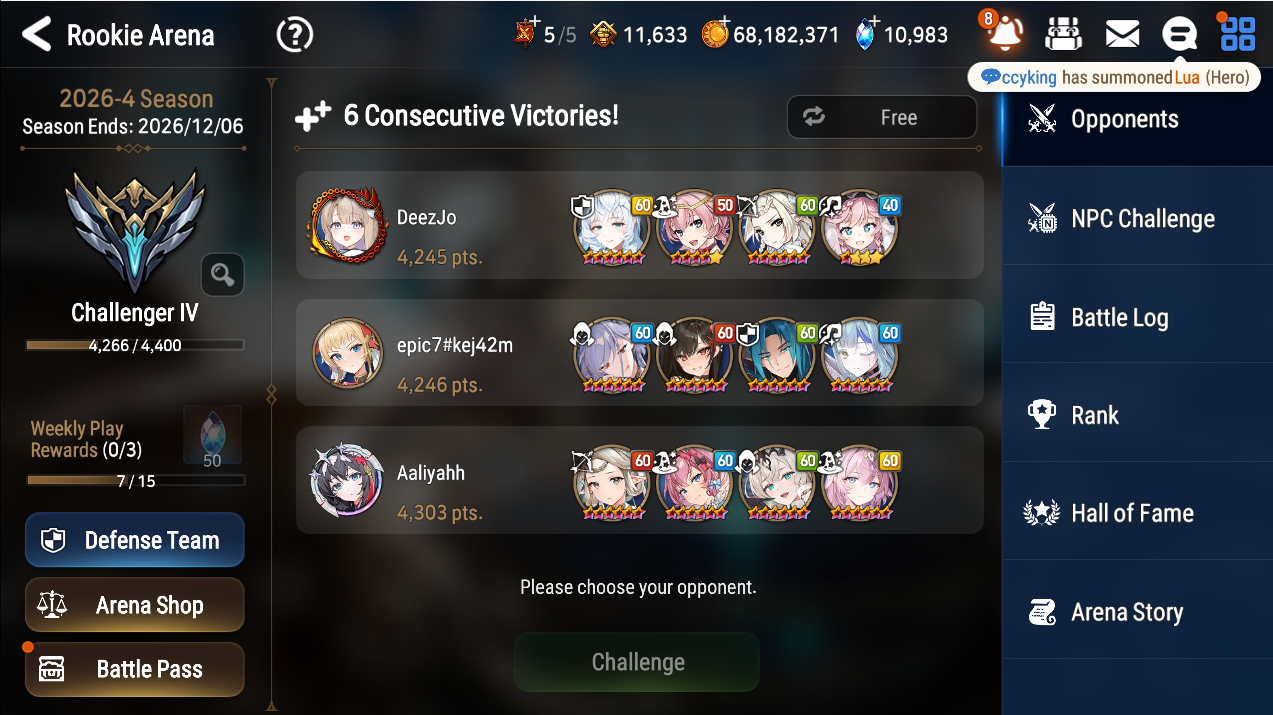 Rookie Arena
?
5/5
11,633
68,182,371
10,983
8
ccyking has summoned Lua (Hero)
2026-4 Season
Season Ends: 2026/12/06
Challenger IV
4,266 / 4,400
Weekly Play
Rewards (0/3)
50
7 / 15
Defense Team
Arena Shop
Battle Pass
6 Consecutive Victories!
Free
DeezJo
4,245 pts.
60
50
60
40
epic7#kej42m
4,246 pts.
60
60
60
60
Aaliyahh
4,303 pts.
60
60
60
60
Please choose your opponent.
Challenge
Opponents
N
NPC Challenge
Battle Log
Rank
Hall of Fame
Arena Story